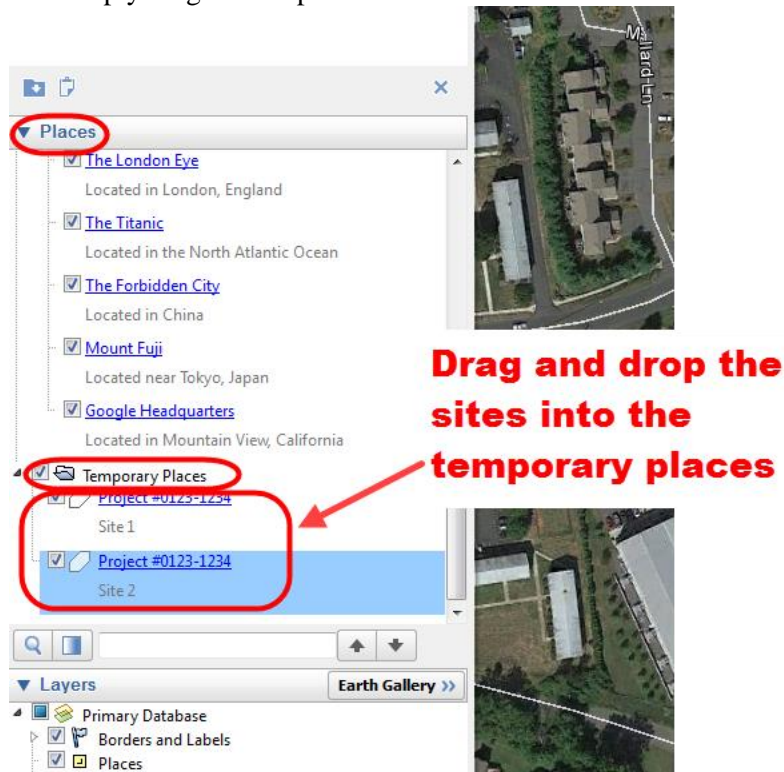 Places
The London Eye
Located in London, England
The Titanic
Located in the North Atlantic Ocean
The Forbidden City
Located in China
Mount Fuji
Located near Tokyo, Japan
Google Headquarters
Located in Mountain View, California
Temporary Places
Project #0123-1234
Site 1
Project #0123-1234
Site 2
Layers
Earth Gallery »
Primary Database
Borders and Labels
Places
Mallard Ln
Drag and drop the
sites into the
temporary places